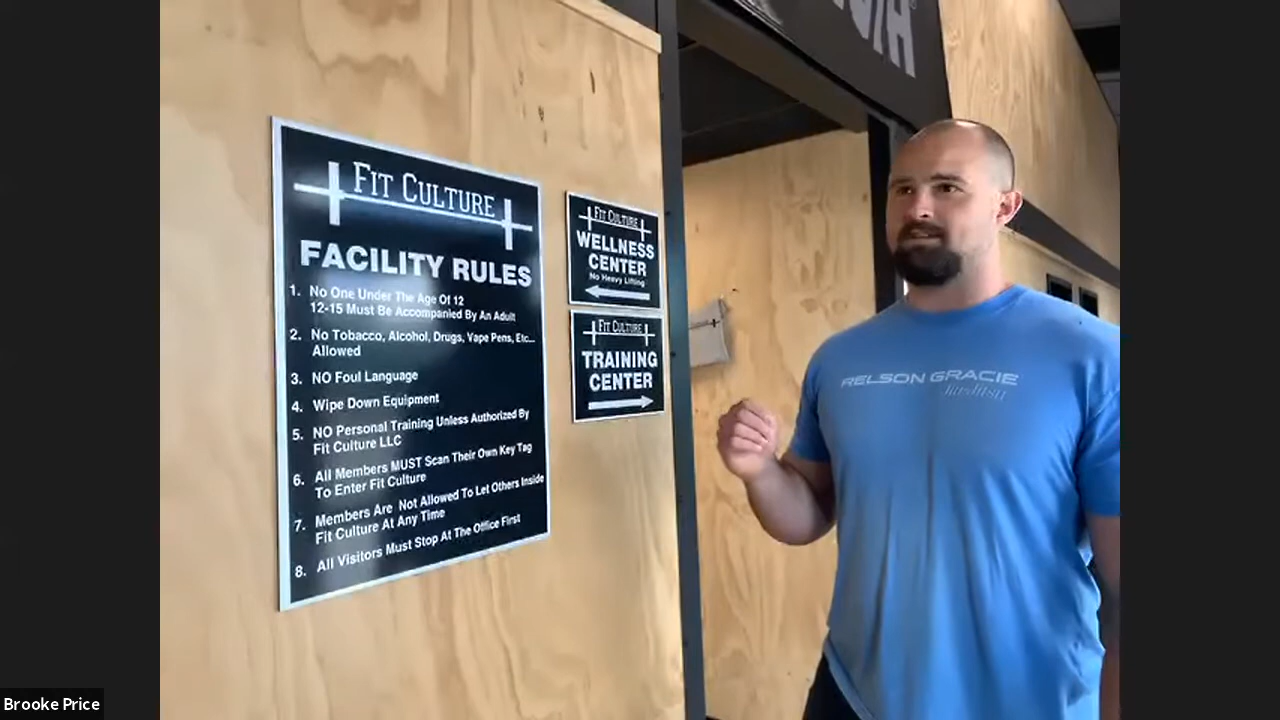 FIT CULTURE
FACILITY RULES
1. No One Under The Age Of 12
12-15 Must Be Accompanied By An Adult
2. No Tobacco, Alcohol, Drugs, Vape Pens, Etc...
Allowed
3. NO Foul Language
4. Wipe Down Equipment
5. NO Personal Training Unless Authorized By
Fit Culture LLC
6. All Members MUST Scan Their Own Key Tag
To Enter Fit Culture
7. Members Are Not Allowed To Let Others Inside
Fit Culture At Any Time
8. All Visitors Must Stop At The Office First
FIT CULTURE
WELLNESS
CENTER
No Heavy Lifting
FIT CULTURE
TRAINING
CENTER
RELSON GRACIE
Jiu-Jitsu
Brooke Price